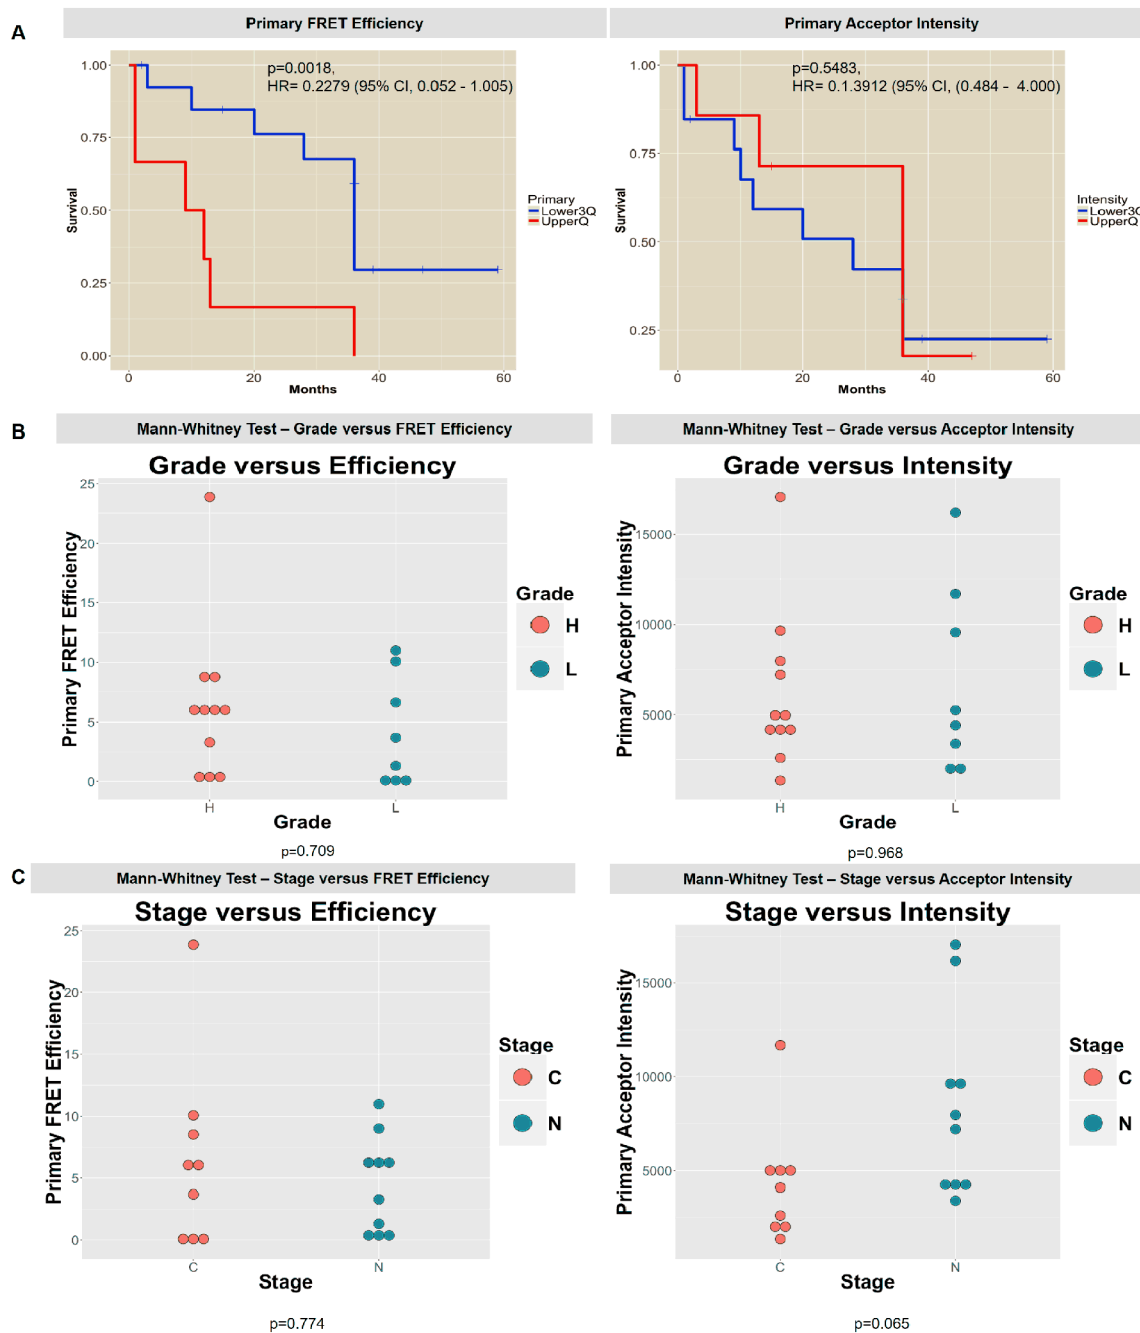 A
Primary FRET Efficiency
Primary Acceptor Intensity
p=0.0018,
HR= 0.2279 (95% CI, 0.052 - 1.005)
1.00
0.75
0.50
0.25
0.00
Survival
0
20
40
60
Months
Primary
Lower3Q
UpperQ
p=0.5483,
HR= 0.1.3912 (95% CI, (0.484 - 4.000)
1.00
0.75
0.50
0.25
Survival
0
20
40
60
Months
Intensity
Lower3Q
UpperQ
B
Mann-Whitney Test – Grade versus FRET Efficiency
Mann-Whitney Test – Grade versus Acceptor Intensity
Grade versus Efficiency
25
20
15
10
5
0
Primary FRET Efficiency
H
L
Grade
Grade
H
L
p=0.709
Grade versus Intensity
15000
10000
5000
Primary Acceptor Intensity
H
L
Grade
Grade
H
L
p=0.968
C
Mann-Whitney Test – Stage versus FRET Efficiency
Mann-Whitney Test – Stage versus Acceptor Intensity
Stage versus Efficiency
25
20
15
10
5
0
Primary FRET Efficiency
C
N
Stage
Stage
C
N
p=0.774
Stage versus Intensity
15000
10000
5000
Primary Acceptor Intensity
C
N
Stage
Stage
C
N
p=0.065